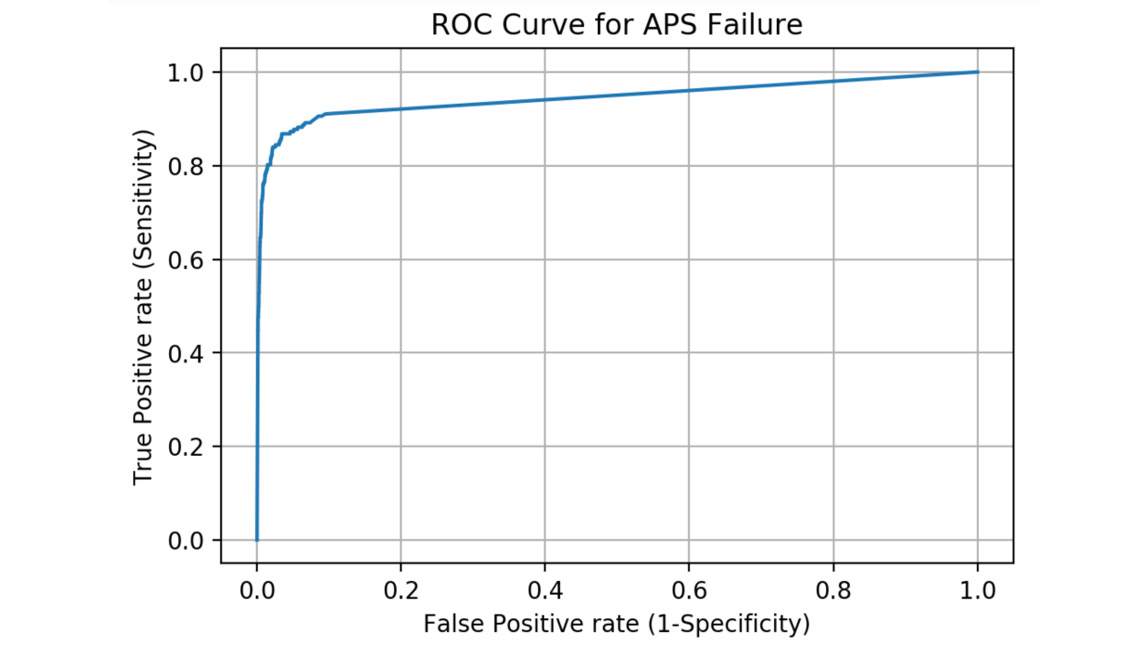 ROC Curve for APS Failure
1.0
0.8
0.6
0.4
0.2
0.0
True Positive rate (Sensitivity)
0.0 0.2 0.4 0.6 0.8 1.0
False Positive rate (1-Specificity)